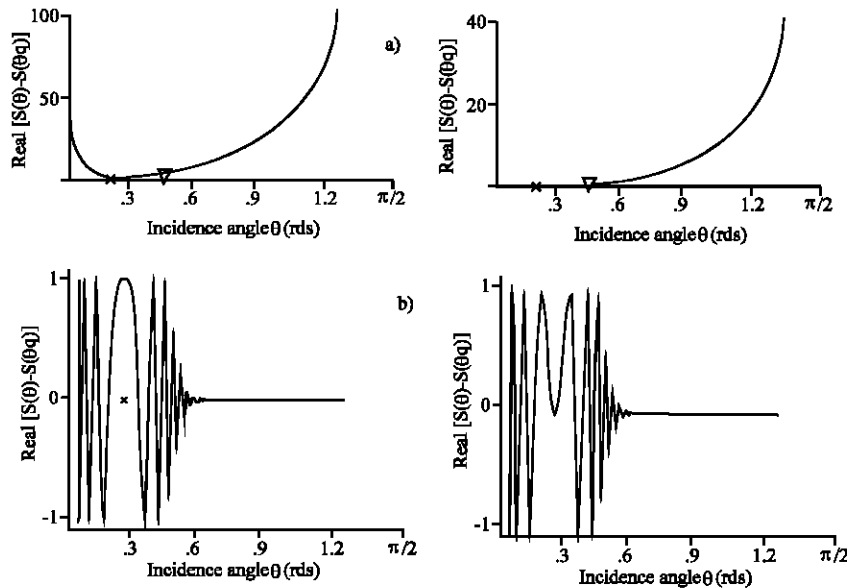 100
50
Real [S(θ)-S(θq)]
.3 .6 .9 1.2 π/2
Incidence angle θ (rds)
a)
40
20
0
Real [S(θ)-S(θq)]
.3 .6 .9 1.2 π/2
Incidence angle θ (rds)
1
0
-1
Real [S(θ)-S(θq)]
.3 .6 .9 1.2 π/2
Incidence angle θ (rds)
b)
1
0
-1
Real [S(θ)-S(θq)]
.3 .6 .9 1.2 π/2
Incidence angle θ (rds)